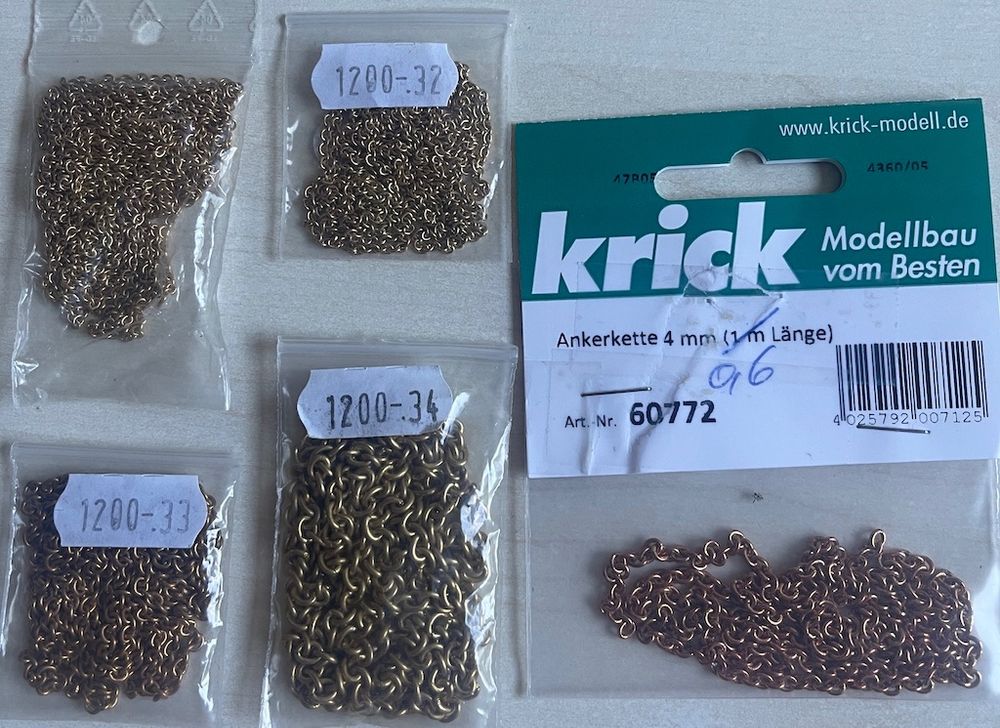 1200-.32
www.krick-modell.de
4360/05
krick
Modellbau
vom Besten
Ankerkette 4 mm (1 m Länge)
0,6
Art.-Nr. 60772
4 025792 007125
1200-.34
1200-.33